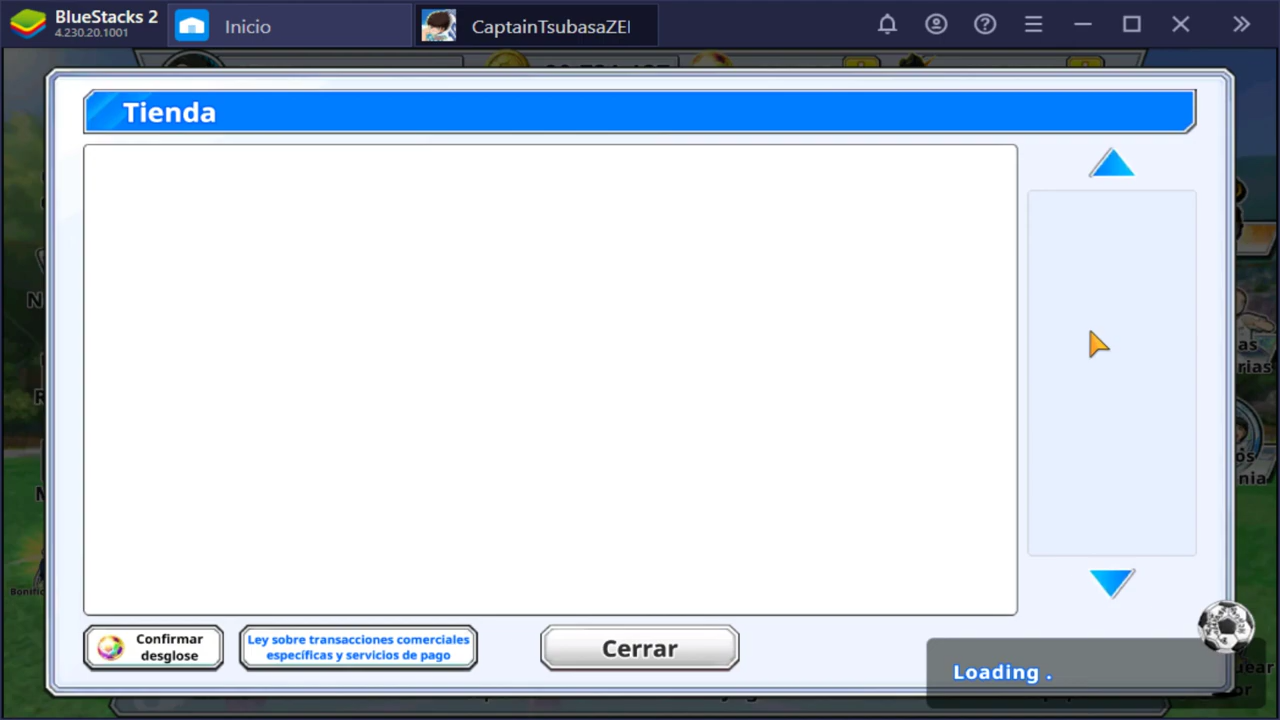 BlueStacks 2
4.230.20.1001
Inicio
CaptainTsubasaZE
Tienda
Confirmar
desglose
Ley sobre transacciones comerciales
específicas y servicios de pago
Cerrar
Loading .